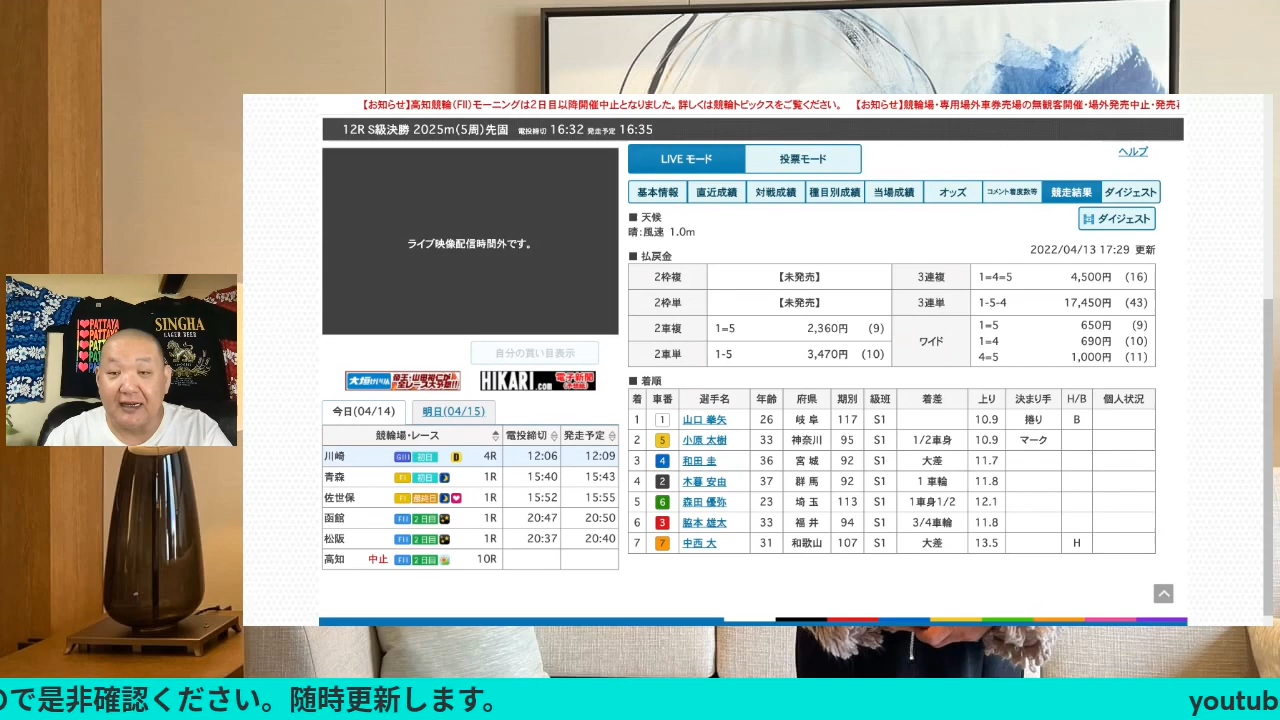 【お知らせ】高知競輪(FII)モーニングは2日目以降開催中止となりました。詳しくは競輪トピックスをご覧ください。 【お知らせ】競輪場・専用場外車券売場の無観客開催・場外発売中止・発売
12R S級決勝 2025m(5周)先固 電投締切 16:32 発走予定 16:35
LIVE モード 投票モード ヘルプ
基本情報 直近成績 対戦成績 種目別成績 当場成績 オッズ コメント着度数等 競走結果 ダイジェスト
■ 天候
ダイジェスト
晴:風速 1.0m
2022/04/13 17:29 更新
■ 払戻金
2枠複 【未発売】 3連複 1=4=5 4,500円 (16)
2枠単 【未発売】 3連単 1-5-4 17,450円 (43)
2車複 1=5 2,360円 (9)
2車単 1-5 3,470円 (10)
ワイド
1=5 650円 (9)
1=4 690円 (10)
4=5 1,000円 (11)
■ 着順
着 車番 選手名 年齢 府県 期別 級班 着差 上り 決まり手 H/B 個人状況
1 1 山口 拳矢 26 岐阜 117 S1 10.9 捲り B
2 5 小原 太樹 33 神奈川 95 S1 1/2車身 10.9 マーク
3 4 和田 圭 36 宮城 92 S1 大差 11.7
4 2 木暮 安由 37 群馬 92 S1 1 車輪 11.8
5 6 森田 優弥 23 埼玉 113 S1 1車身1/2 12.1
6 3 脇本 雄太 33 福井 94 S1 3/4車輪 11.8
7 7 中西 大 31 和歌山 107 S1 大差 13.5 H
ライブ映像配信時間外です。
自分の買い目表示
HIKARI.com 電子新聞
今日(04/14) 明日(04/15)
競輪場・レース 電投締切 発走予定
川崎 GIII 初日 D 4R 12:06 12:09
青森 FI 初日 1R 15:40 15:43
佐世保 FI 最終日 1R 15:52 15:55
函館 FII 2日目 1R 20:47 20:50
松阪 FII 2日目 1R 20:37 20:40
高知 中止 FII 2日目 10R
I PATTAYA
I PATTAYA
SINGHA
LAGER BEER
ので是非確認ください。随時更新します。
youtub